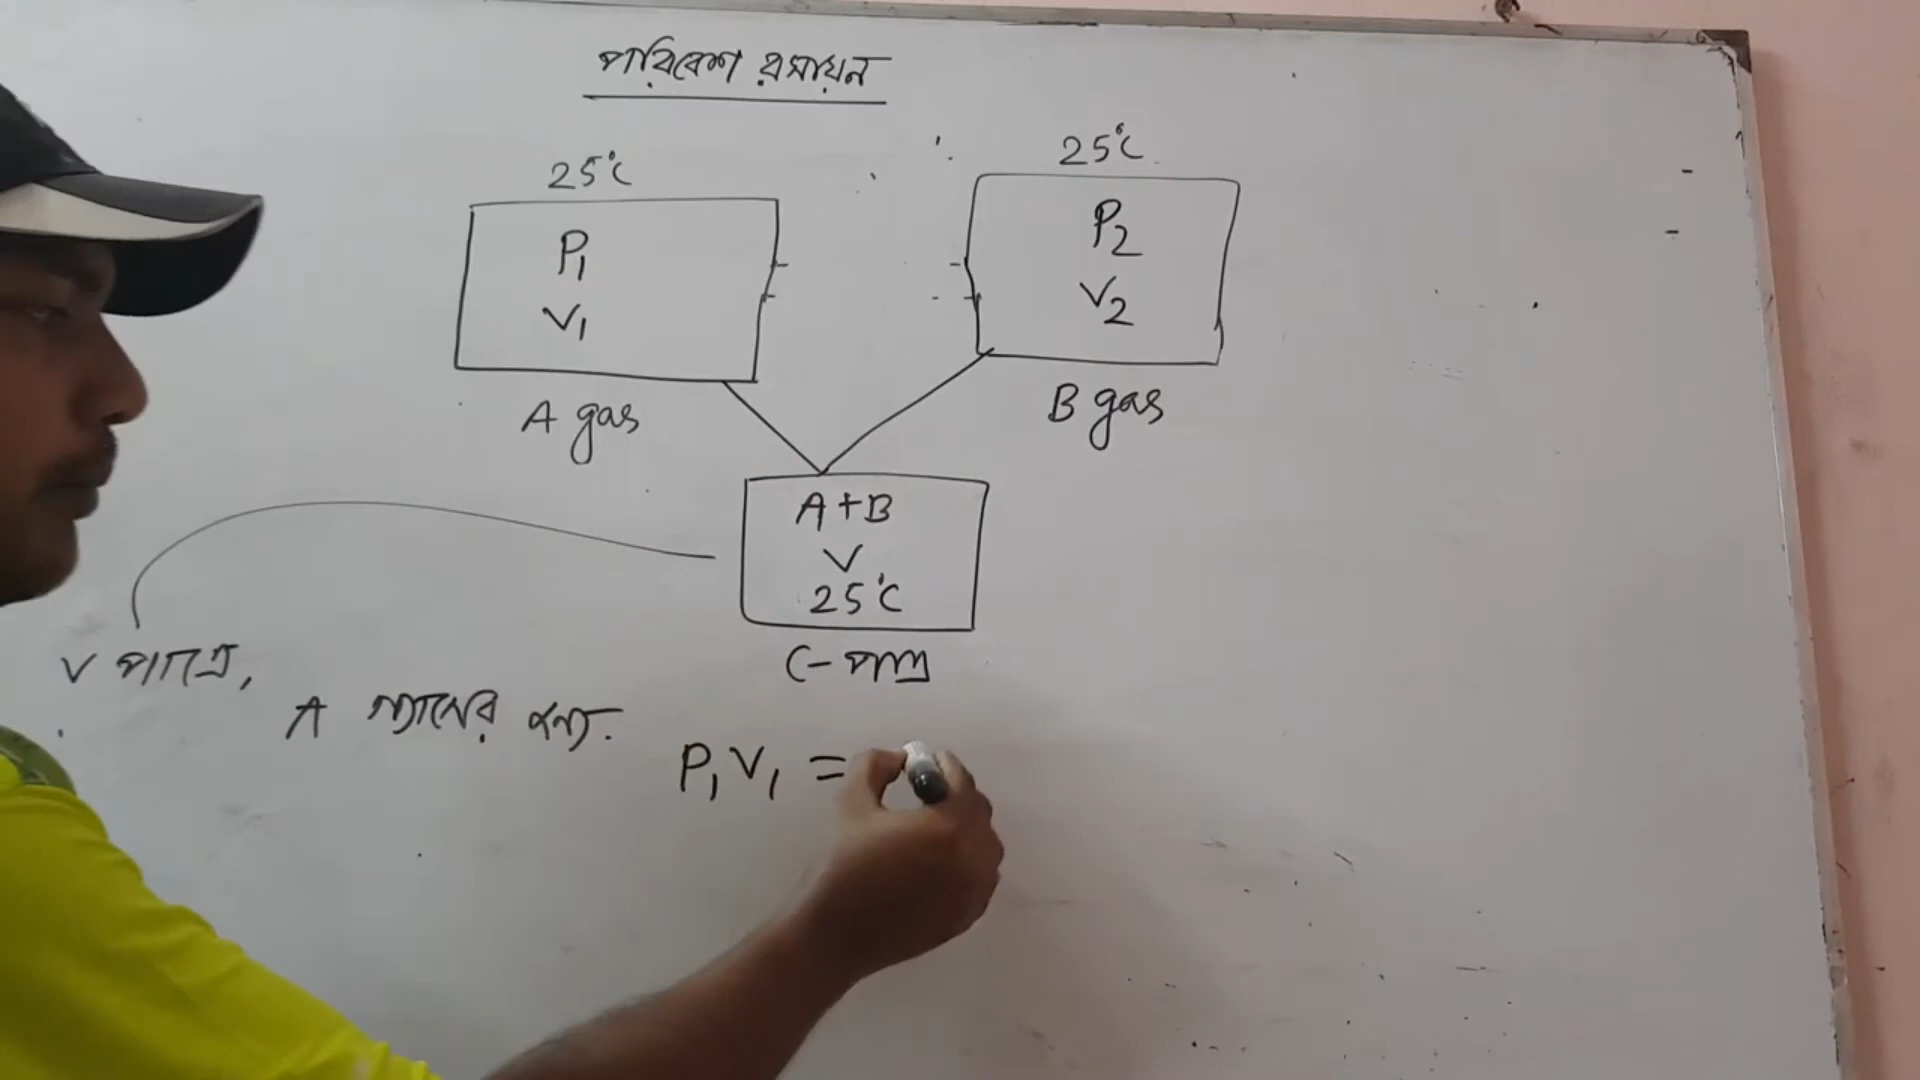 পরিবেশ রসায়ন
25°C
P₁
V₁
A gas
25°C
P₂
V₂
B gas
A+B
V
25°C
C-পাত্র
V পাত্রে,
A গ্যাসের জন্য.
P₁V₁ =